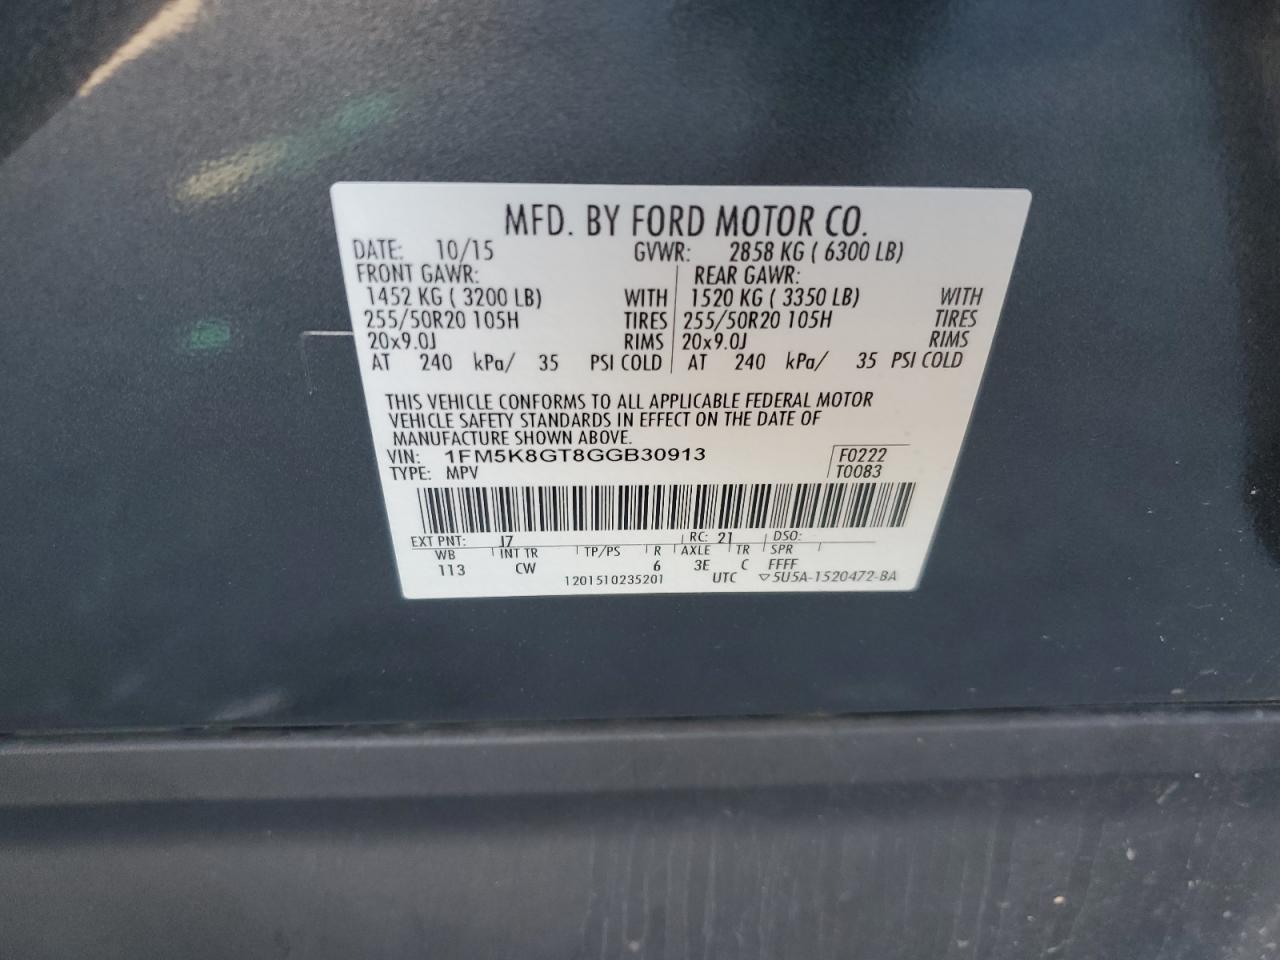 MFD. BY FORD MOTOR CO.
DATE: 10/15 GVWR: 2858 KG ( 6300 LB)
FRONT GAWR: REAR GAWR:
1452 KG ( 3200 LB) WITH 1520 KG ( 3350 LB) WITH
255/50R20 105H TIRES 255/50R20 105H TIRES
20x9.0J RIMS 20x9.0J RIMS
AT 240 kPa/ 35 PSI COLD AT 240 kPa/ 35 PSI COLD
THIS VEHICLE CONFORMS TO ALL APPLICABLE FEDERAL MOTOR
VEHICLE SAFETY STANDARDS IN EFFECT ON THE DATE OF
MANUFACTURE SHOWN ABOVE.
VIN: 1FM5K8GT8GGB30913 F0222
TYPE: MPV T0083
EXT PNT: J7 RC: 21 DSO:
WB INT TR TP/PS R AXLE TR SPR
113 CW 6 3E C FFFF
1201510235201 UTC ▽5U5A-1520472-BA